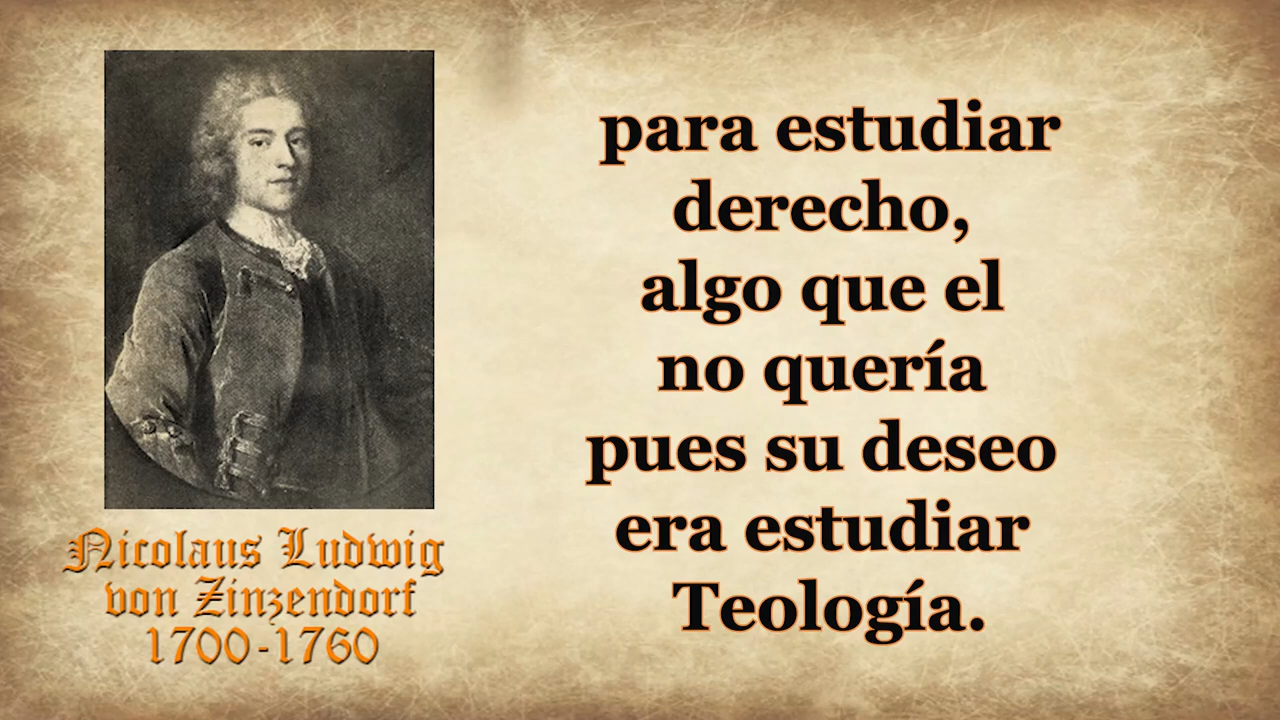 Nicolaus Ludwig
von Zinzendorf
1700-1760
para estudiar
derecho,
algo que el
no quería
pues su deseo
era estudiar
Teología.